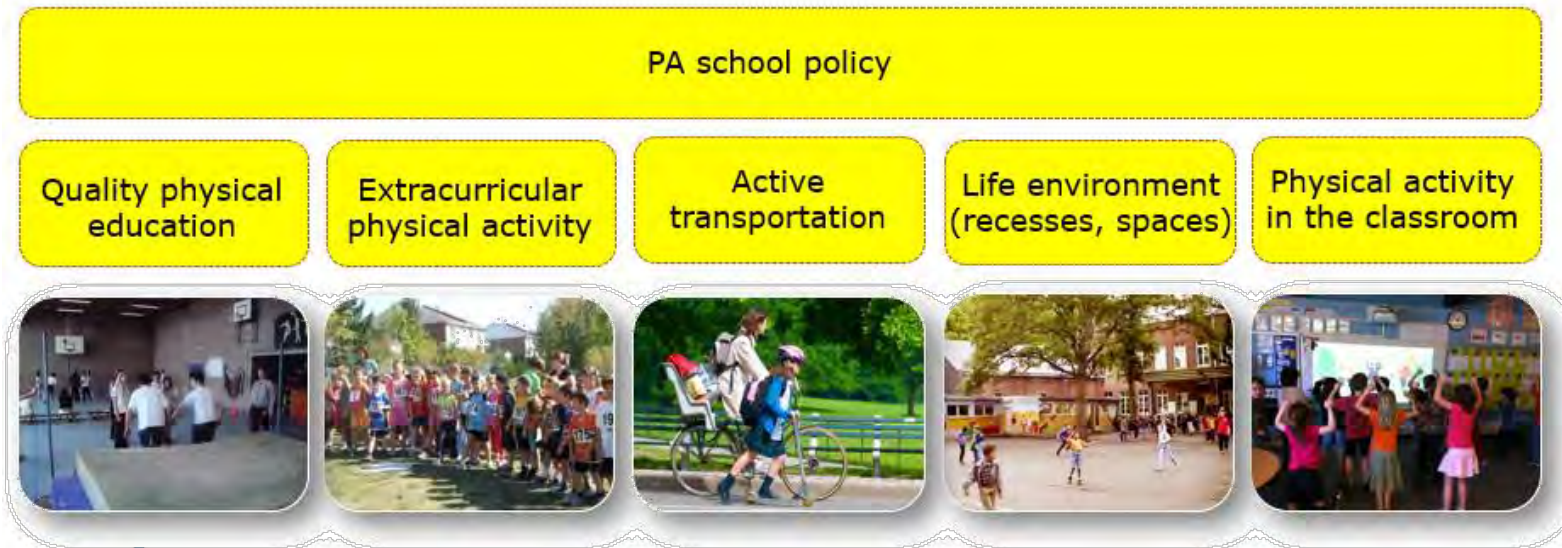 PA school policy
Quality physical
education
Extracurricular
physical activity
Active
transportation
Life environment
(recesses, spaces)
Physical activity
in the classroom